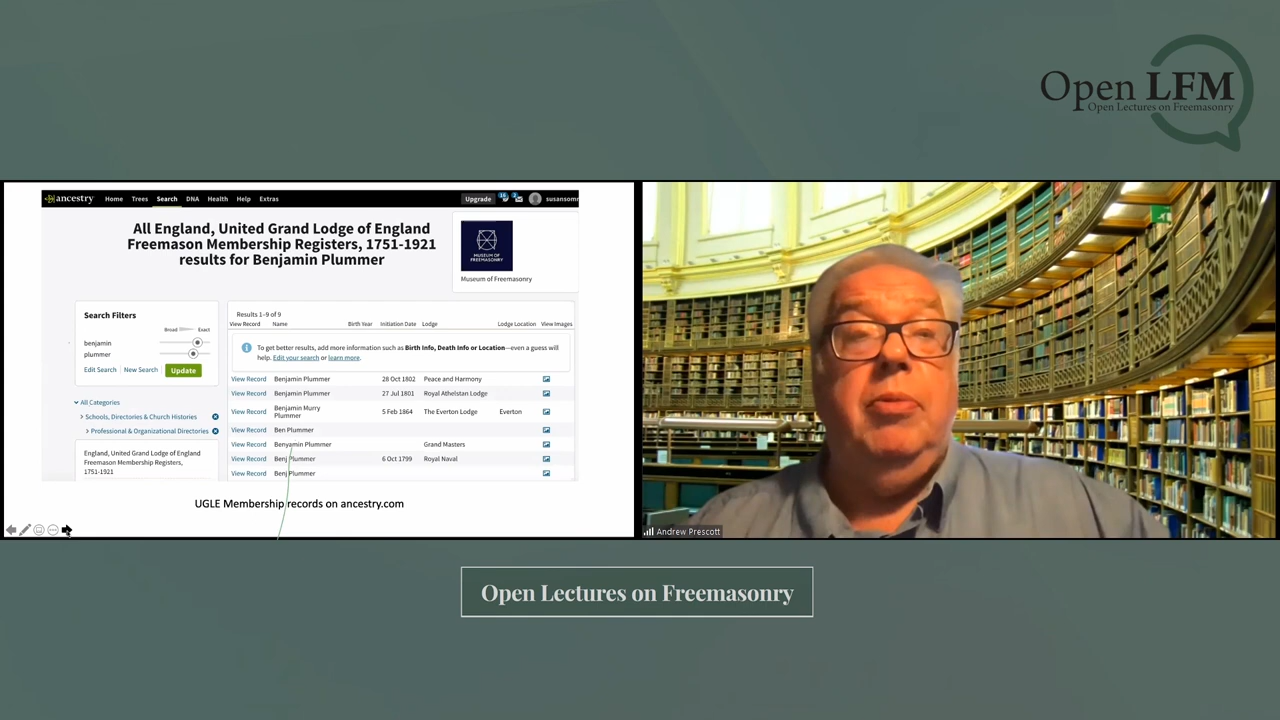 Open LFM
Open Lectures on Freemasonry
ancestry Home Trees Search DNA Health Help Extras Upgrade susansomr
All England, United Grand Lodge of England
Freemason Membership Registers, 1751-1921
results for Benjamin Plummer
MUSEUM OF
FREEMASONRY
Museum of Freemasonry
Search Filters
Broad Exact
benjamin
plummer
Edit Search New Search Update
All Categories
Schools, Directories & Church Histories
Professional & Organizational Directories
England, United Grand Lodge of England
Freemason Membership Registers,
1751-1921
Results 1–9 of 9
View Record Name Birth Year Initiation Date Lodge Lodge Location View Images
To get better results, add more information such as Birth Info, Death Info or Location—even a guess will
help. Edit your search or learn more.
View Record Benjamin Plummer 28 Oct 1802 Peace and Harmony
View Record Benjamin Plummer 27 Jul 1801 Royal Athelstan Lodge
View Record Benjamin Murry Plummer 5 Feb 1864 The Everton Lodge Everton
View Record Ben Plummer
View Record Benyamin Plummer Grand Masters
View Record Benj Plummer 6 Oct 1799 Royal Naval
View Record Benj Plummer
UGLE Membership records on ancestry.com
Andrew Prescott
Open Lectures on Freemasonry